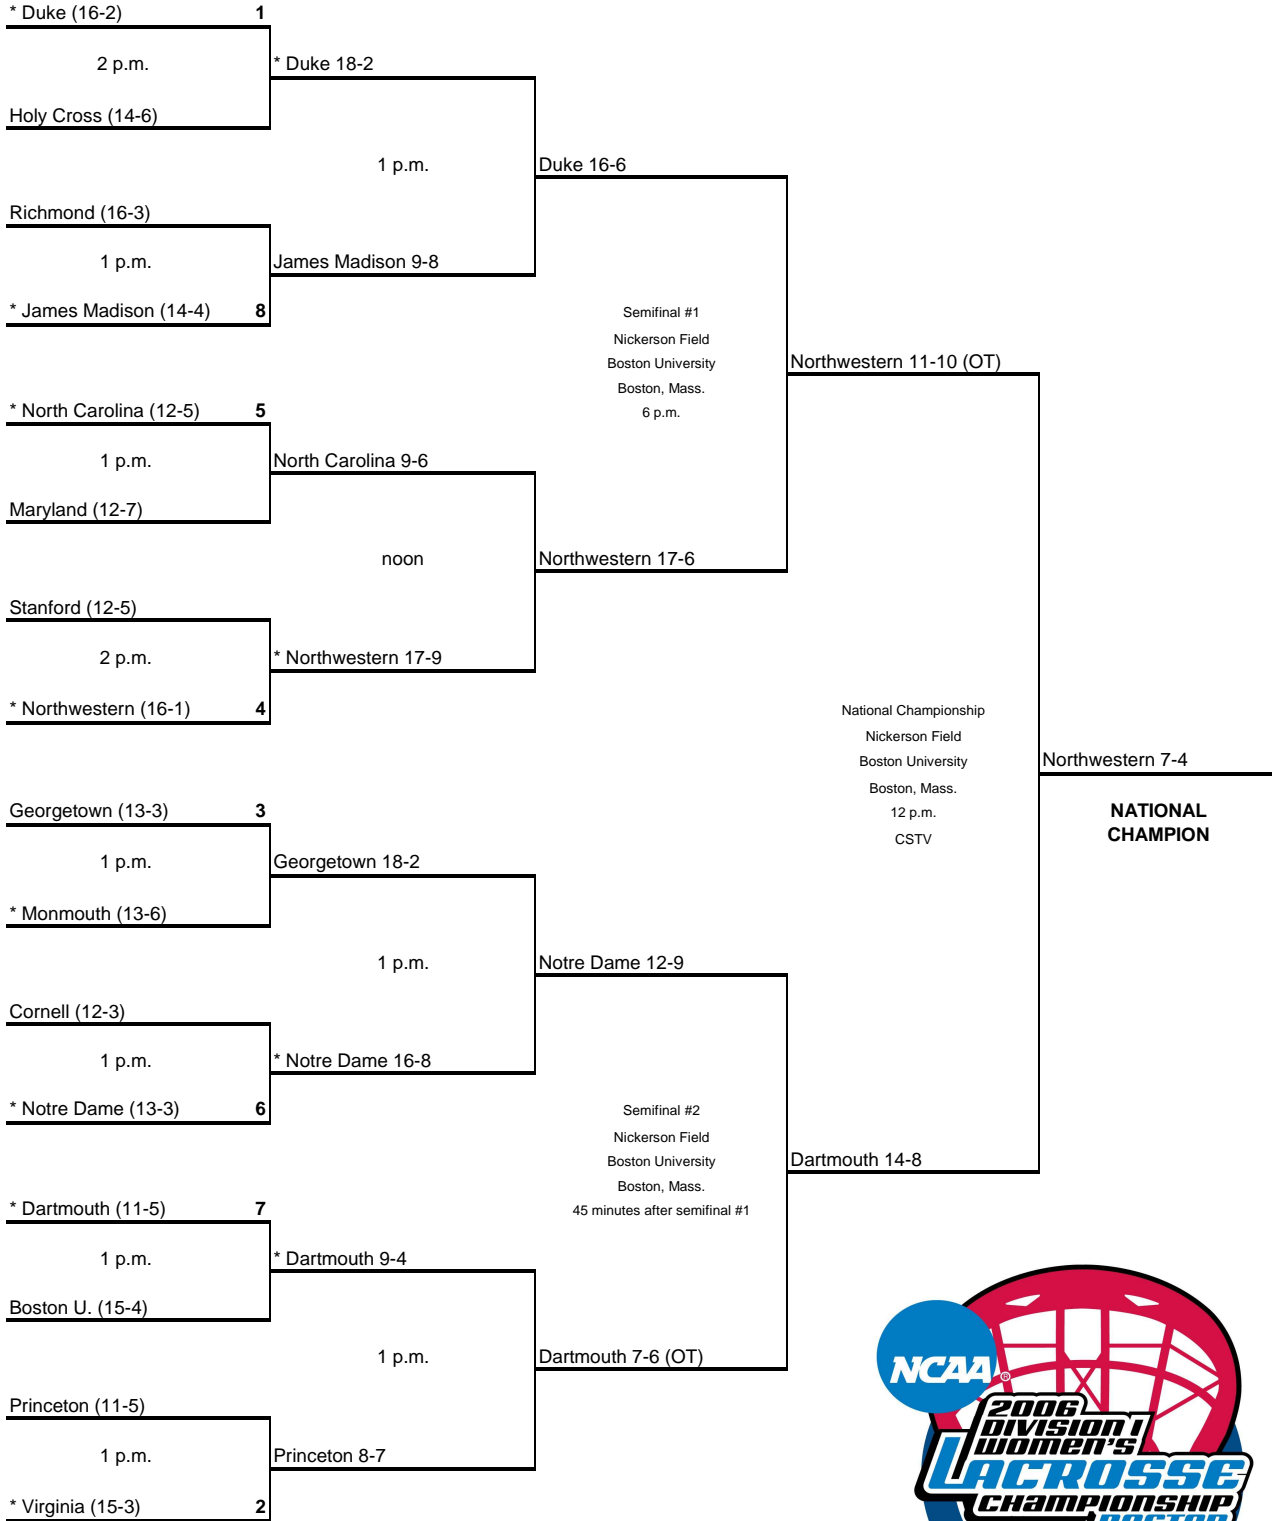 * Duke (16-2) 1
2 p.m.
* Duke 18-2
Holy Cross (14-6)
1 p.m.
Duke 16-6
Richmond (16-3)
1 p.m.
James Madison 9-8
* James Madison (14-4) 8
Semifinal #1
Nickerson Field
Boston University
Boston, Mass.
6 p.m.
Northwestern 11-10 (OT)
* North Carolina (12-5) 5
1 p.m.
North Carolina 9-6
Maryland (12-7)
noon
Northwestern 17-6
Stanford (12-5)
2 p.m.
* Northwestern 17-9
* Northwestern (16-1) 4
National Championship
Nickerson Field
Boston University
Boston, Mass.
12 p.m.
CSTV
Northwestern 7-4
NATIONAL
CHAMPION
Georgetown (13-3) 3
1 p.m.
Georgetown 18-2
* Monmouth (13-6)
1 p.m.
Notre Dame 12-9
Cornell (12-3)
1 p.m.
* Notre Dame 16-8
* Notre Dame (13-3) 6
Semifinal #2
Nickerson Field
Boston University
Boston, Mass.
45 minutes after semifinal #1
Dartmouth 14-8
* Dartmouth (11-5) 7
1 p.m.
* Dartmouth 9-4
Boston U. (15-4)
1 p.m.
Dartmouth 7-6 (OT)
Princeton (11-5)
1 p.m.
Princeton 8-7
* Virginia (15-3) 2
NCAA ®
2006
DIVISION I
WOMEN'S
LACROSSE
CHAMPIONSHIP
BOSTON